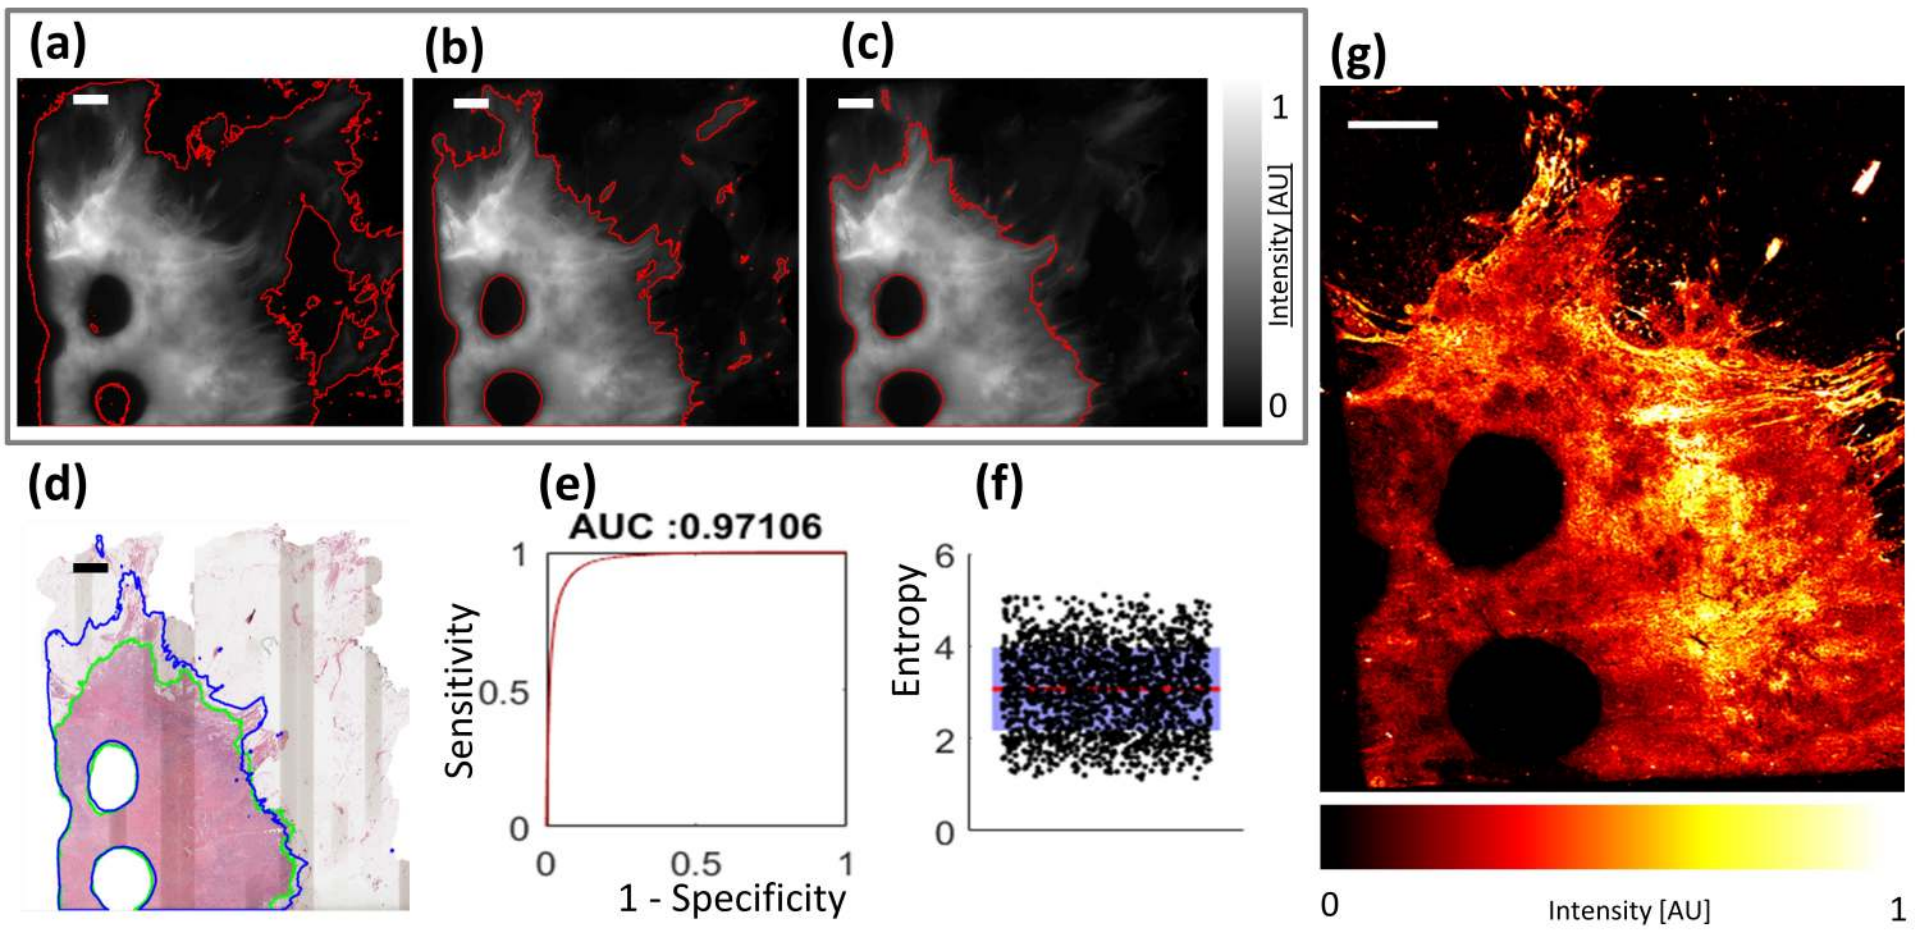 (a)
(b)
(c)
1
Intensity [AU]
0
(g)
(d)
(e)
(f)
AUC :0.97106
1
0.5
0
Sensitivity
0
0.5
1
1 - Specificity
Entropy
6
4
2
0
0
Intensity [AU]
1